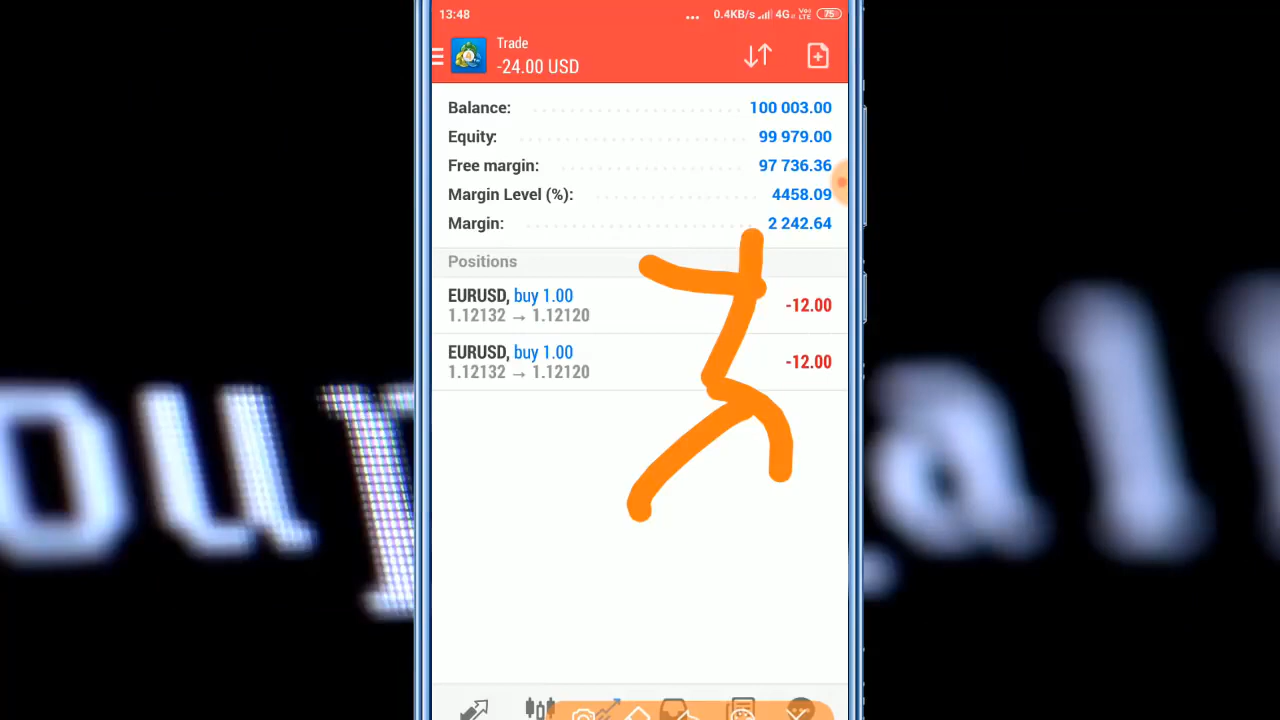 13:48 ... 0.4KB/s 4G Vo LTE 75
Trade
-24.00 USD
Balance: 100 003.00
Equity: 99 979.00
Free margin: 97 736.36
Margin Level (%): 4458.09
Margin: 2 242.64
Positions
EURUSD, buy 1.00 -12.00
1.12132 → 1.12120
EURUSD, buy 1.00 -12.00
1.12132 → 1.12120